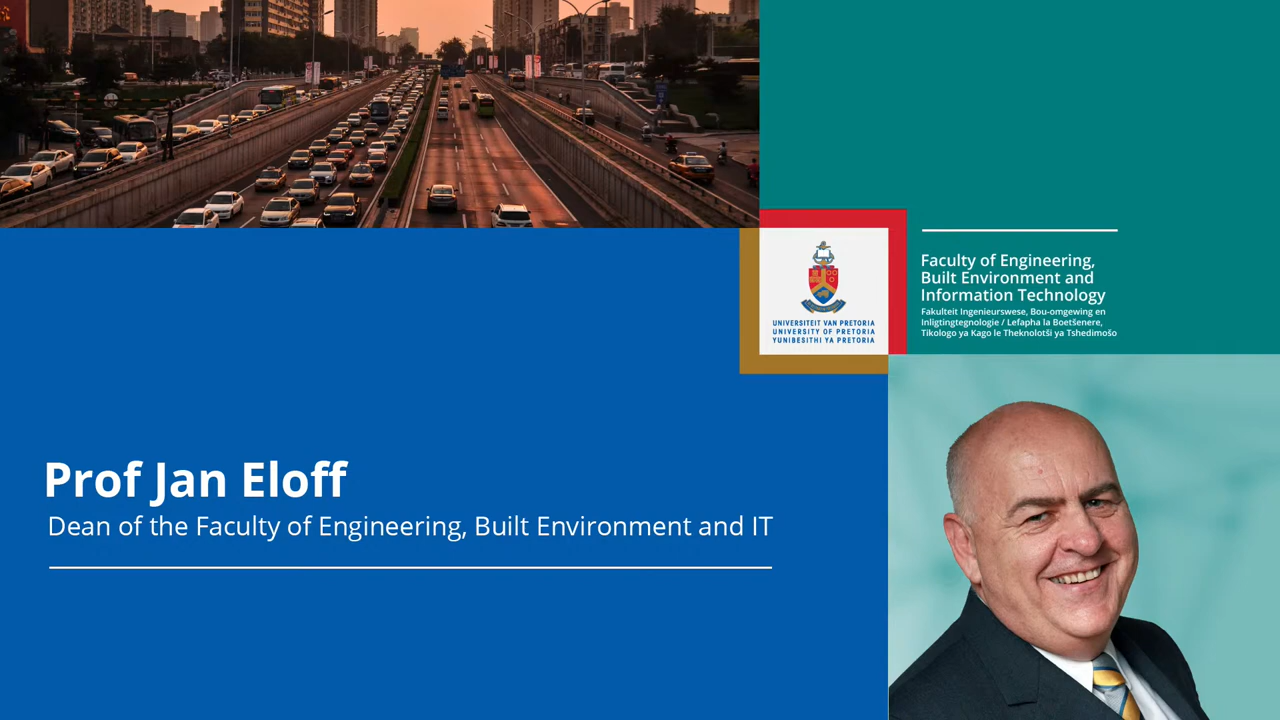 UNIVERSITEIT VAN PRETORIA
UNIVERSITY OF PRETORIA
YUNIBESITHI YA PRETORIA
Faculty of Engineering,
Built Environment and
Information Technology
Fakulteit Ingenieurswese, Bou-omgewing en
Inligtingtegnologie / Lefapha la Boetšenere,
Tikologo ya Kago le Theknolotši ya Tshedimošo
Prof Jan Eloff
Dean of the Faculty of Engineering, Built Environment and IT